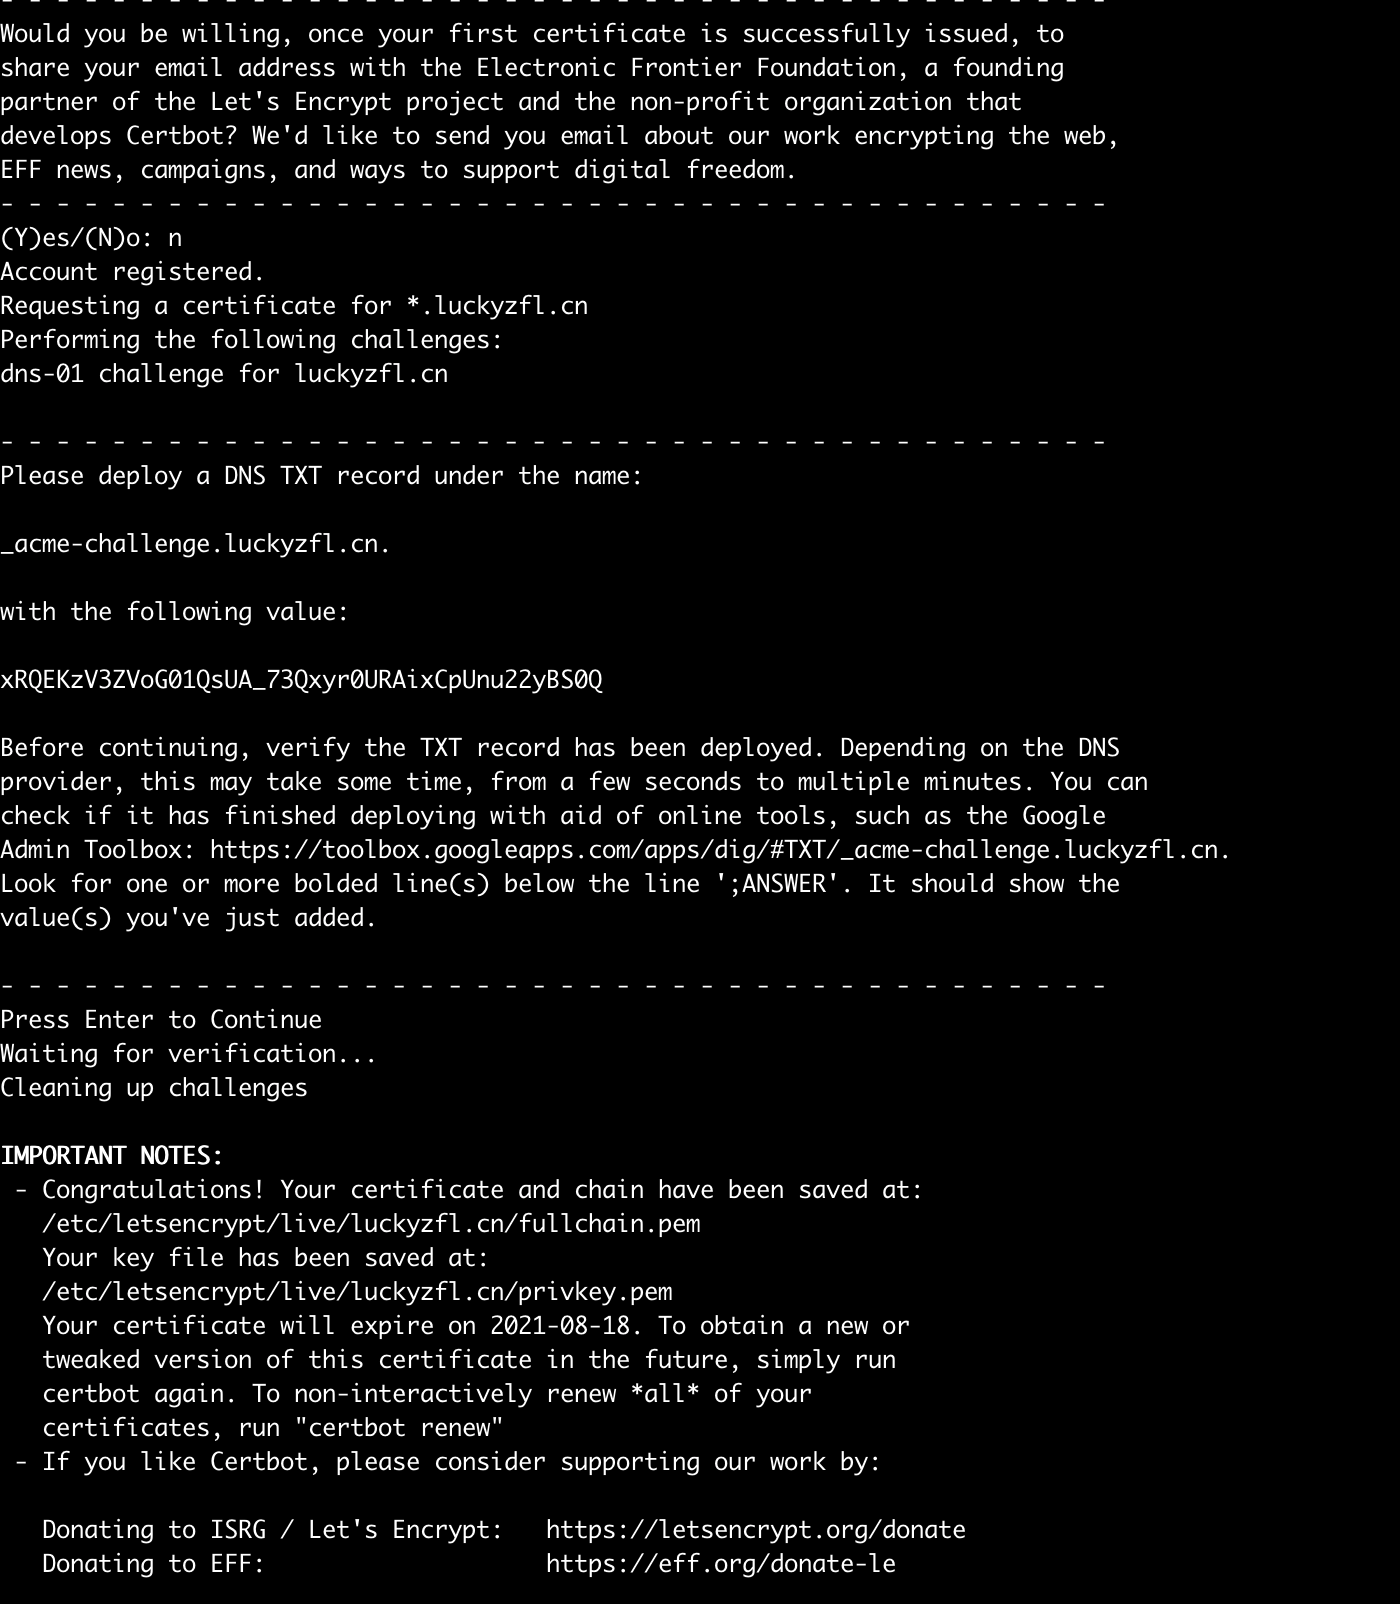 - - - - - - - - - - - - - - - - - - - - - - - - - - - - - - - - - - - - - - - -
Would you be willing, once your first certificate is successfully issued, to
share your email address with the Electronic Frontier Foundation, a founding
partner of the Let's Encrypt project and the non-profit organization that
develops Certbot? We'd like to send you email about our work encrypting the web,
EFF news, campaigns, and ways to support digital freedom.
- - - - - - - - - - - - - - - - - - - - - - - - - - - - - - - - - - - - - - - -
(Y)es/(N)o: n
Account registered.
Requesting a certificate for *.luckyzfl.cn
Performing the following challenges:
dns-01 challenge for luckyzfl.cn
- - - - - - - - - - - - - - - - - - - - - - - - - - - - - - - - - - - - - - - -
Please deploy a DNS TXT record under the name:
_acme-challenge.luckyzfl.cn.
with the following value:
xRQEKzV3ZVoG01QsUA_73Qxyr0URAixCpUnu22yBS0Q
Before continuing, verify the TXT record has been deployed. Depending on the DNS
provider, this may take some time, from a few seconds to multiple minutes. You can
check if it has finished deploying with aid of online tools, such as the Google
Admin Toolbox: https://toolbox.googleapps.com/apps/dig/#TXT/_acme-challenge.luckyzfl.cn.
Look for one or more bolded line(s) below the line ';ANSWER'. It should show the
value(s) you've just added.
- - - - - - - - - - - - - - - - - - - - - - - - - - - - - - - - - - - - - - - -
Press Enter to Continue
Waiting for verification...
Cleaning up challenges
IMPORTANT NOTES:
 - Congratulations! Your certificate and chain have been saved at:
   /etc/letsencrypt/live/luckyzfl.cn/fullchain.pem
   Your key file has been saved at:
   /etc/letsencrypt/live/luckyzfl.cn/privkey.pem
   Your certificate will expire on 2021-08-18. To obtain a new or
   tweaked version of this certificate in the future, simply run
   certbot again. To non-interactively renew *all* of your
   certificates, run "certbot renew"
 - If you like Certbot, please consider supporting our work by:
   Donating to ISRG / Let's Encrypt:   https://letsencrypt.org/donate
   Donating to EFF:                    https://eff.org/donate-le